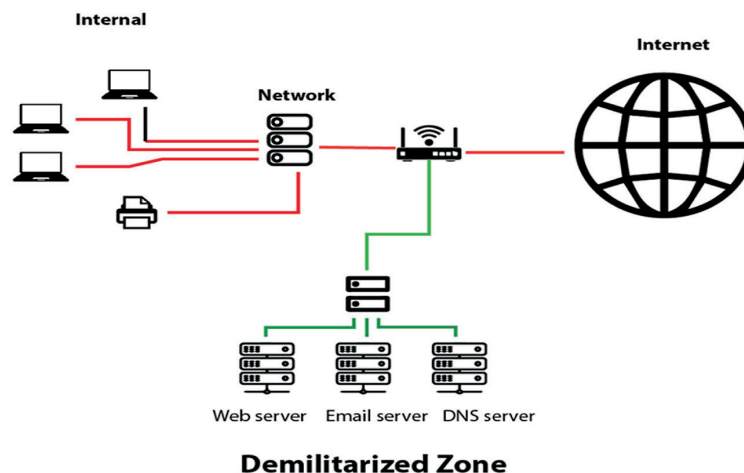 Internal
Internet
Network
Web server
Email server
DNS server
Demilitarized Zone